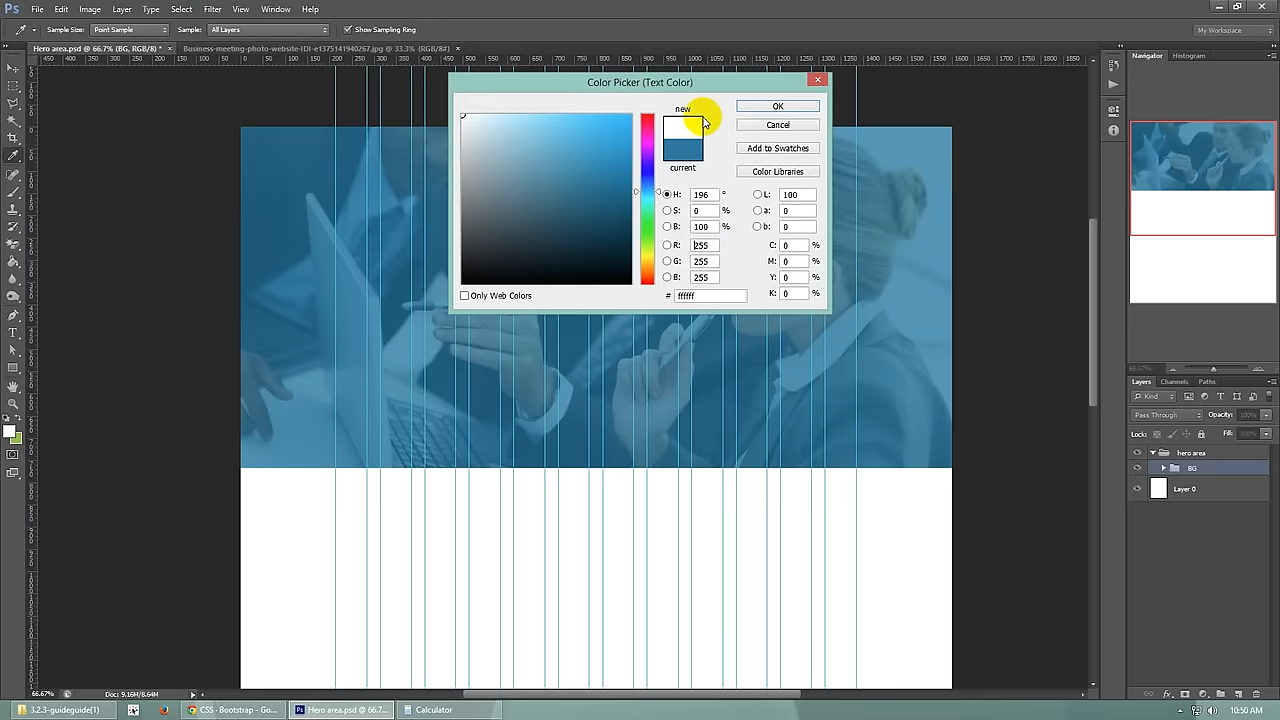 Ps File Edit Image Layer Type Select Filter 3D View Window Help
Sample Size: Point Sample Sample: All Layers Show Sampling Ring My Workspace
Hero area.psd @ 66.7% (BG, RGB/8) * × Business-meeting-photo-website-IDI-e1375141940267.jpg @ 33.3% (RGB/8#) ×
Navigator Histogram
Color Picker (Text Color)
new
current
OK
Cancel
Add to Swatches
Color Libraries
H: 196 ° L: 100
S: 0 % a: 0
B: 100 % b: 0
R: 255 C: 0 %
G: 255 M: 0 %
B: 255 Y: 0 %
# ffffff K: 0 %
Only Web Colors
66.67%
Layers Channels Paths
Kind
Pass Through Opacity: 100%
Lock: Fill: 100%
hero area
BG
Layer 0
66.67% Doc: 9.16M/8.64M
3.2.3-guideguide(1) CSS · Bootstrap - Go... Hero area.psd @ 66.7... Calculator 10:50 AM